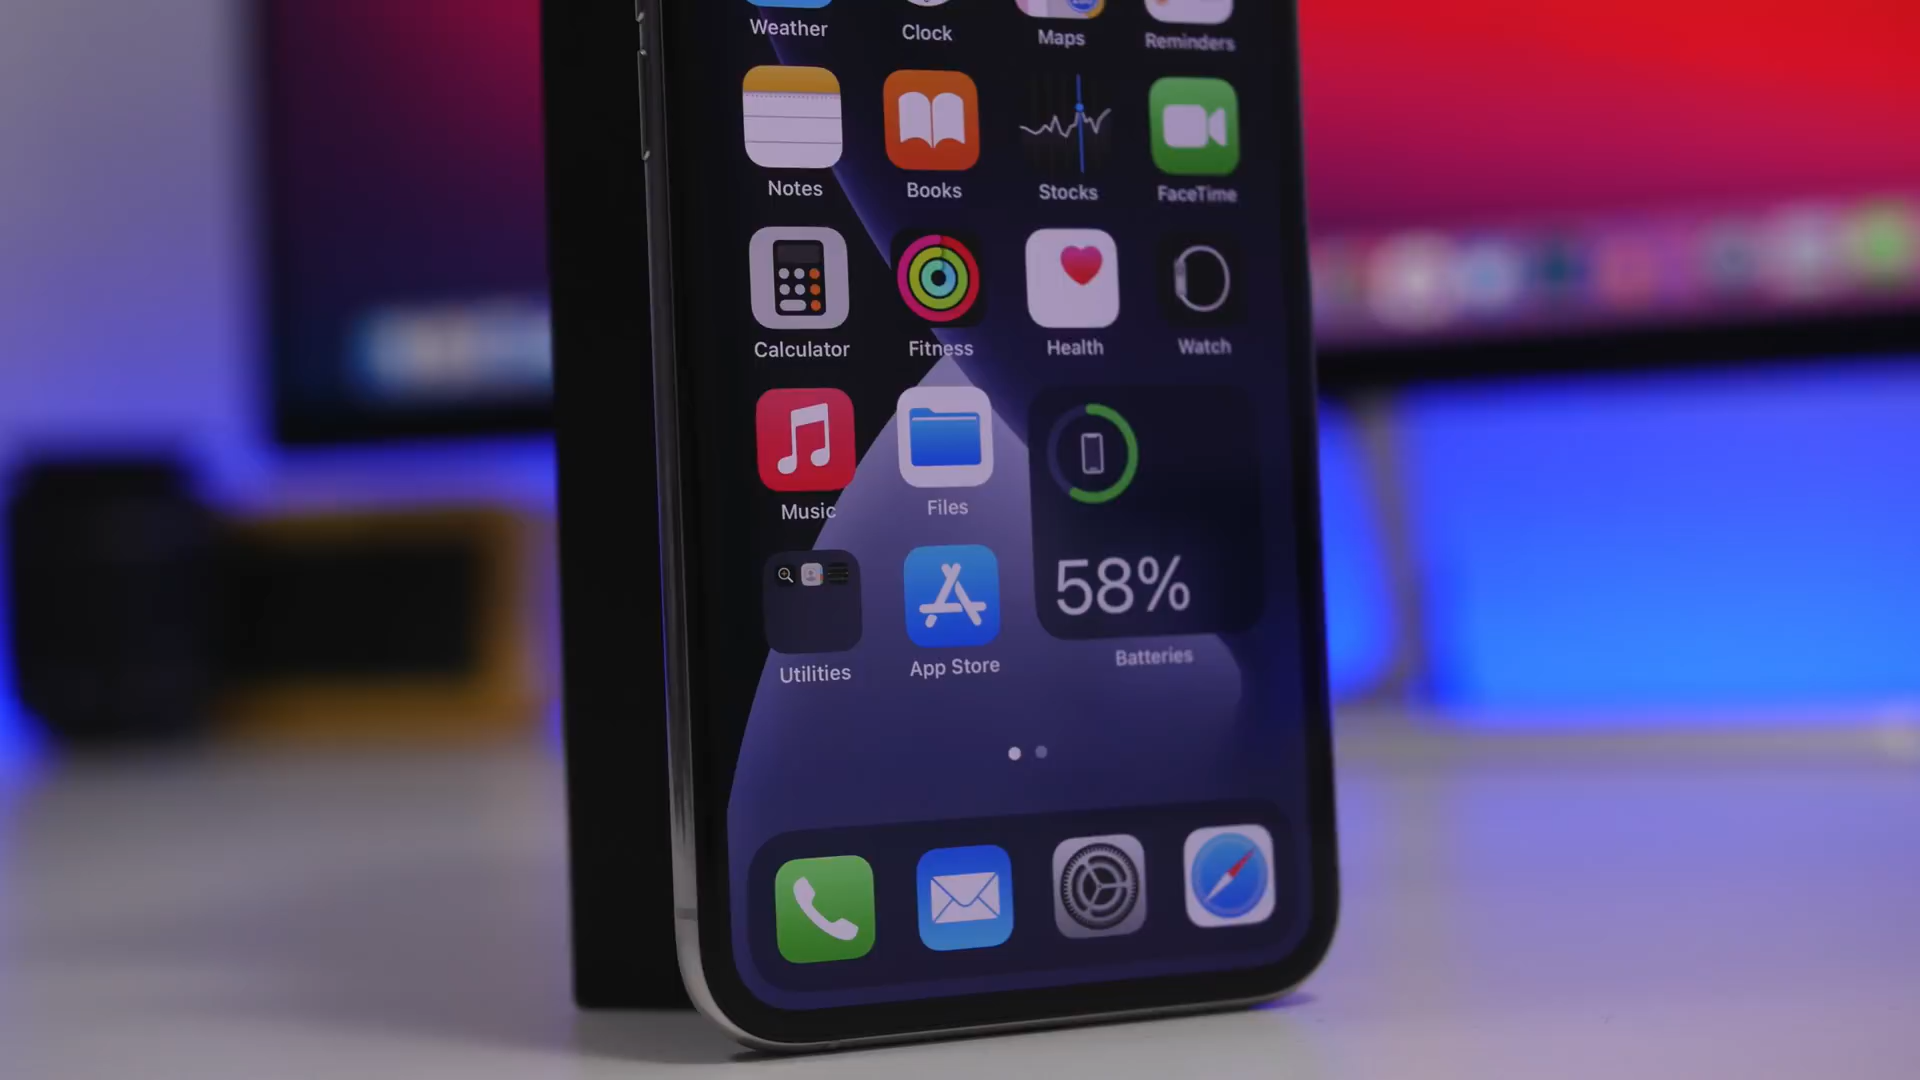 Weather Clock Maps Reminders
Notes Books Stocks FaceTime
Calculator Fitness Health Watch
Music Files
58%
Utilities App Store Batteries